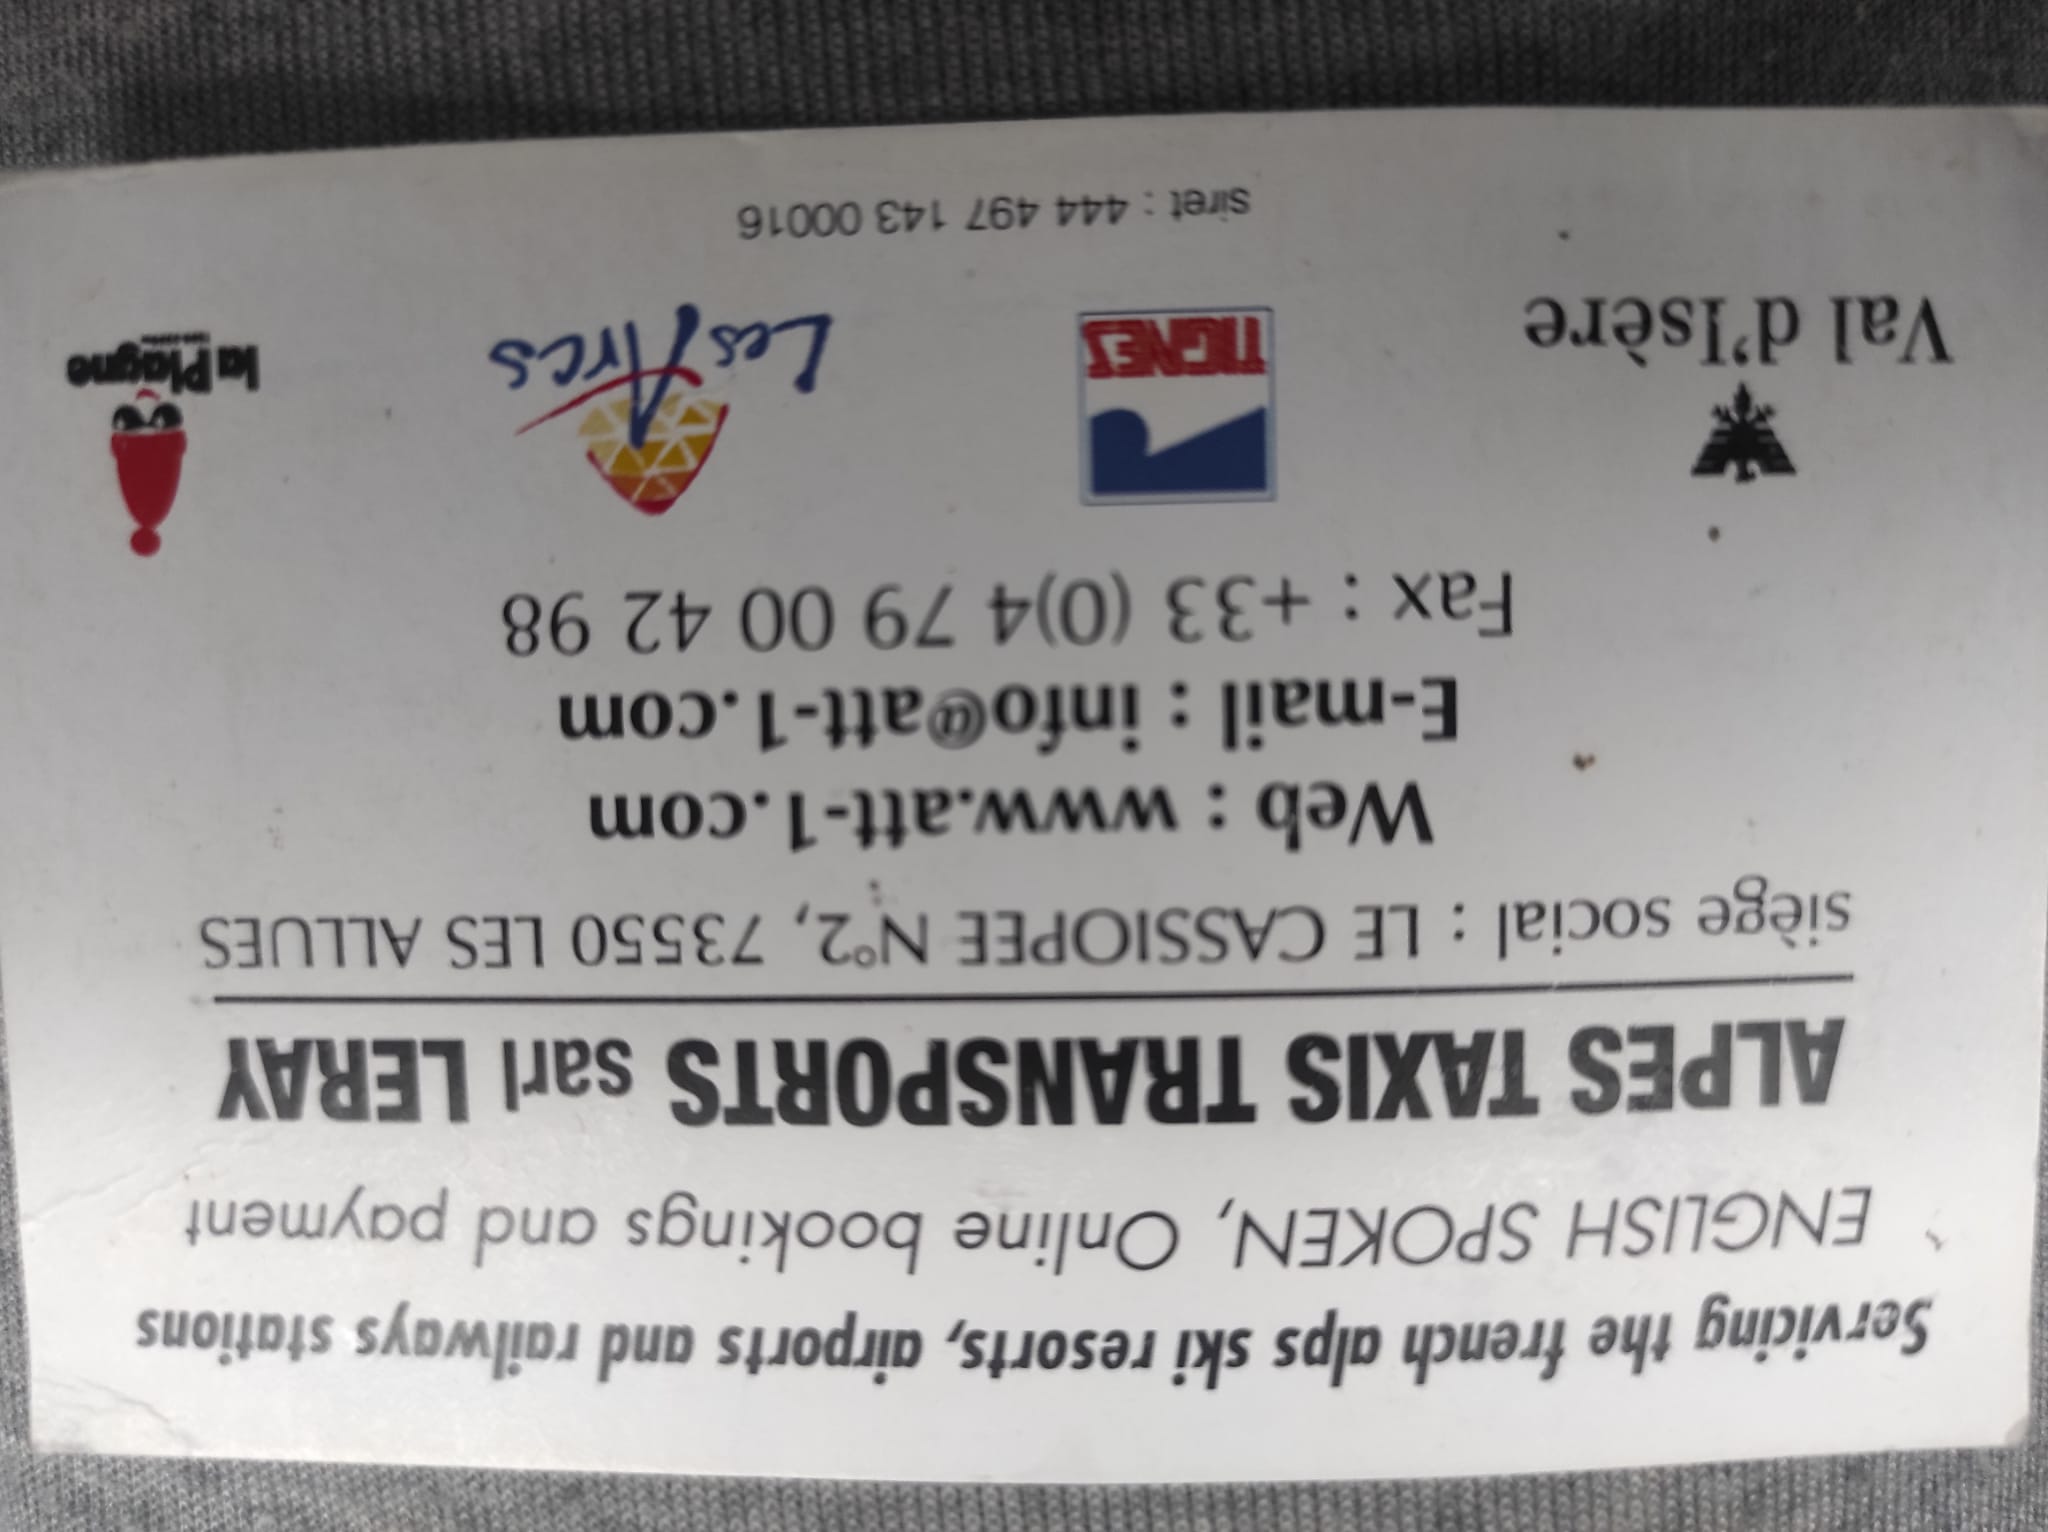 Servicing the french alps ski resorts, airports and railways stations
ENGLISH SPOKEN, Online bookings and payment
ALPES TAXIS TRANSPORTS sarl LERAY
siège social : LE CASSIOPEE N°2, 73550 LES ALLUES
Web : www.att-1.com
E-mail : info@att-1.com
Fax : +33 (0)4 79 00 42 98
Val d'Isère
TIGNES
Les Arcs
la Plagne
siret : 444 497 143 00016